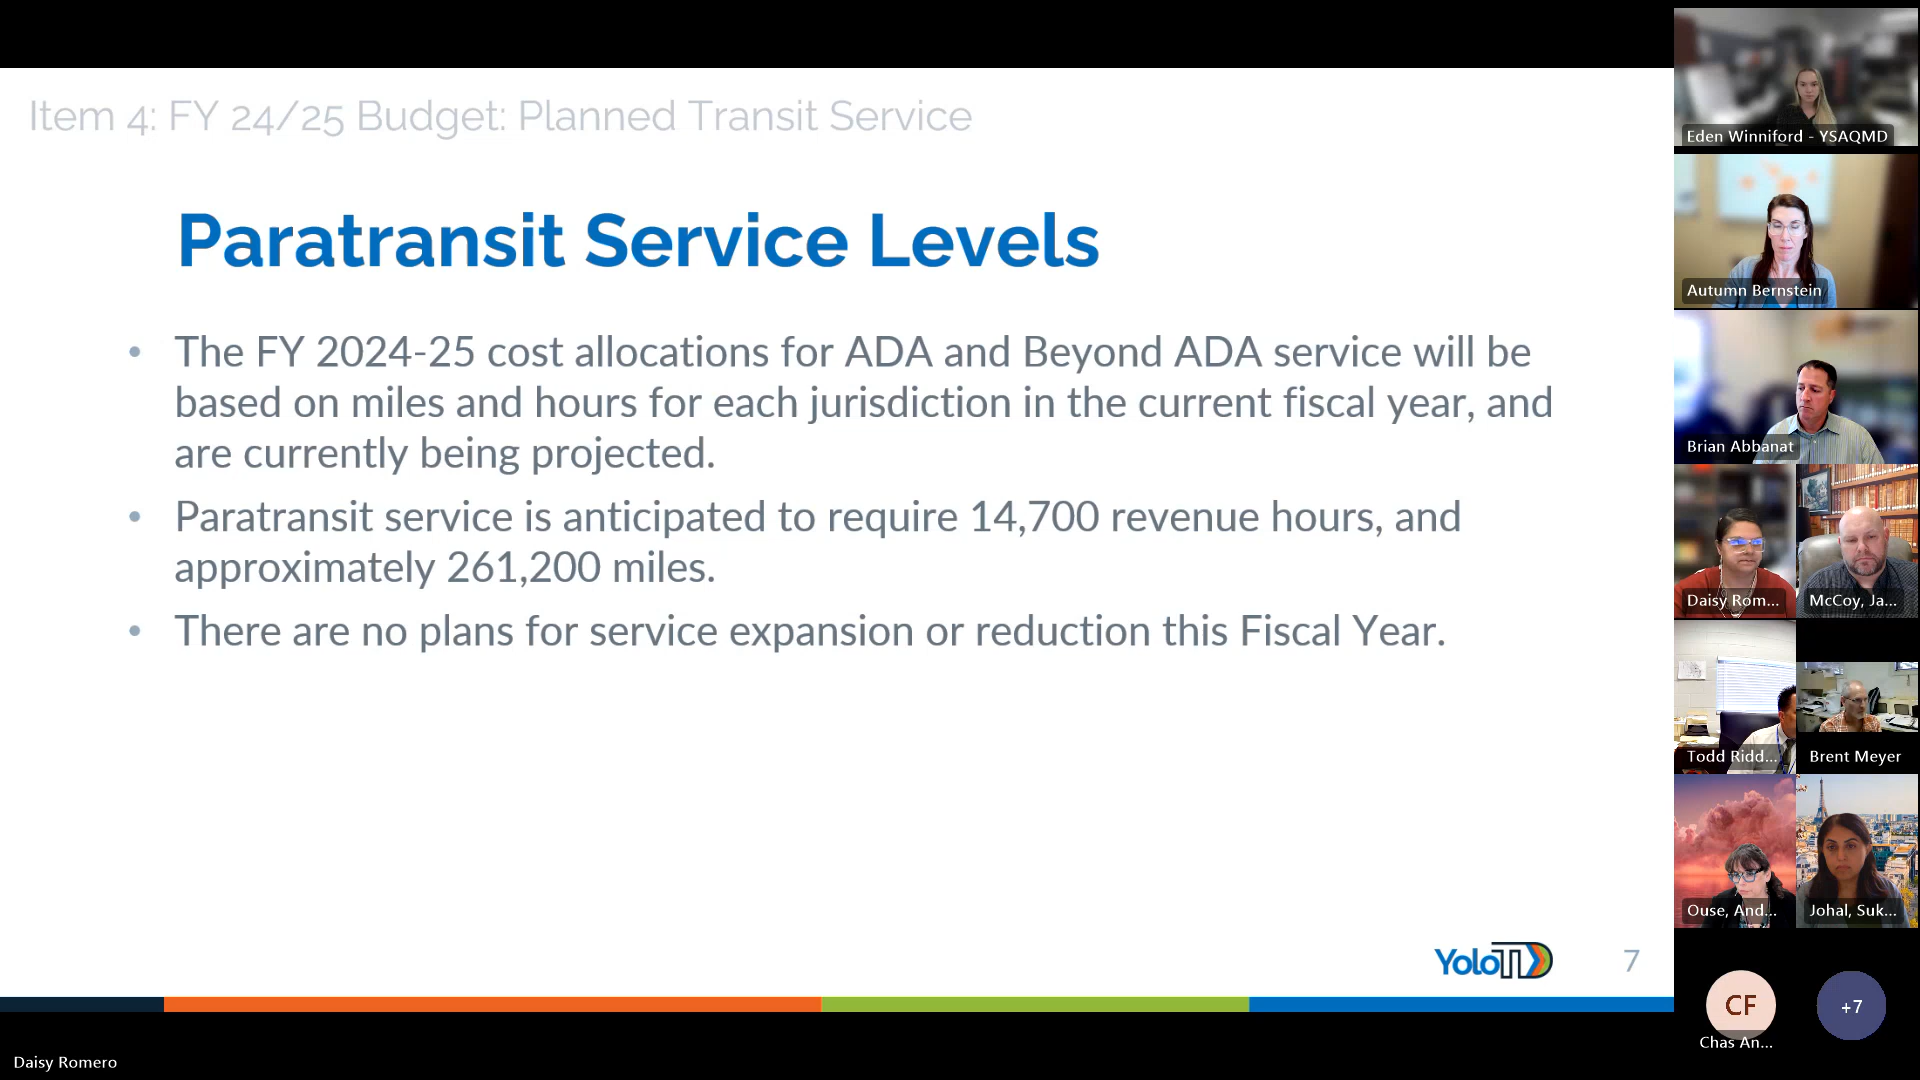 Item 4: FY 24/25 Budget: Planned Transit Service
Paratransit Service Levels
• The FY 2024-25 cost allocations for ADA and Beyond ADA service will be
based on miles and hours for each jurisdiction in the current fiscal year, and
are currently being projected.
• Paratransit service is anticipated to require 14,700 revenue hours, and
approximately 261,200 miles.
• There are no plans for service expansion or reduction this Fiscal Year.
YoloTD
7
Daisy Romero
Eden Winniford - YSAQMD
Autumn Bernstein
Brian Abbanat
Daisy Rom...
McCoy, Ja...
Todd Ridd...
Brent Meyer
Ouse, And...
Johal, Suk...
CF
+7
Chas An...